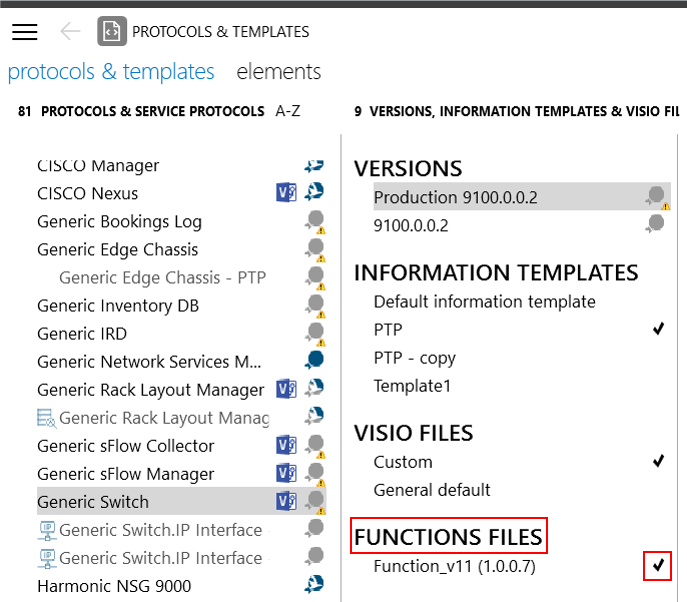 PROTOCOLS & TEMPLATES
protocols & templates elements
81 PROTOCOLS & SERVICE PROTOCOLS A-Z
CISCO Manager
CISCO Nexus
Generic Bookings Log
Generic Edge Chassis
Generic Edge Chassis - PTP
Generic Inventory DB
Generic IRD
Generic Network Services M...
Generic Rack Layout Manager
Generic Rack Layout Manag
Generic sFlow Collector
Generic sFlow Manager
Generic Switch
Generic Switch.IP Interface
Generic Switch.IP Interface
Harmonic NSG 9000
9 VERSIONS, INFORMATION TEMPLATES & VISIO FIL
VERSIONS
Production 9100.0.0.2
9100.0.0.2
INFORMATION TEMPLATES
Default information template
PTP
PTP - copy
Template1
VISIO FILES
Custom
General default
FUNCTIONS FILES
Function_v11 (1.0.0.7)